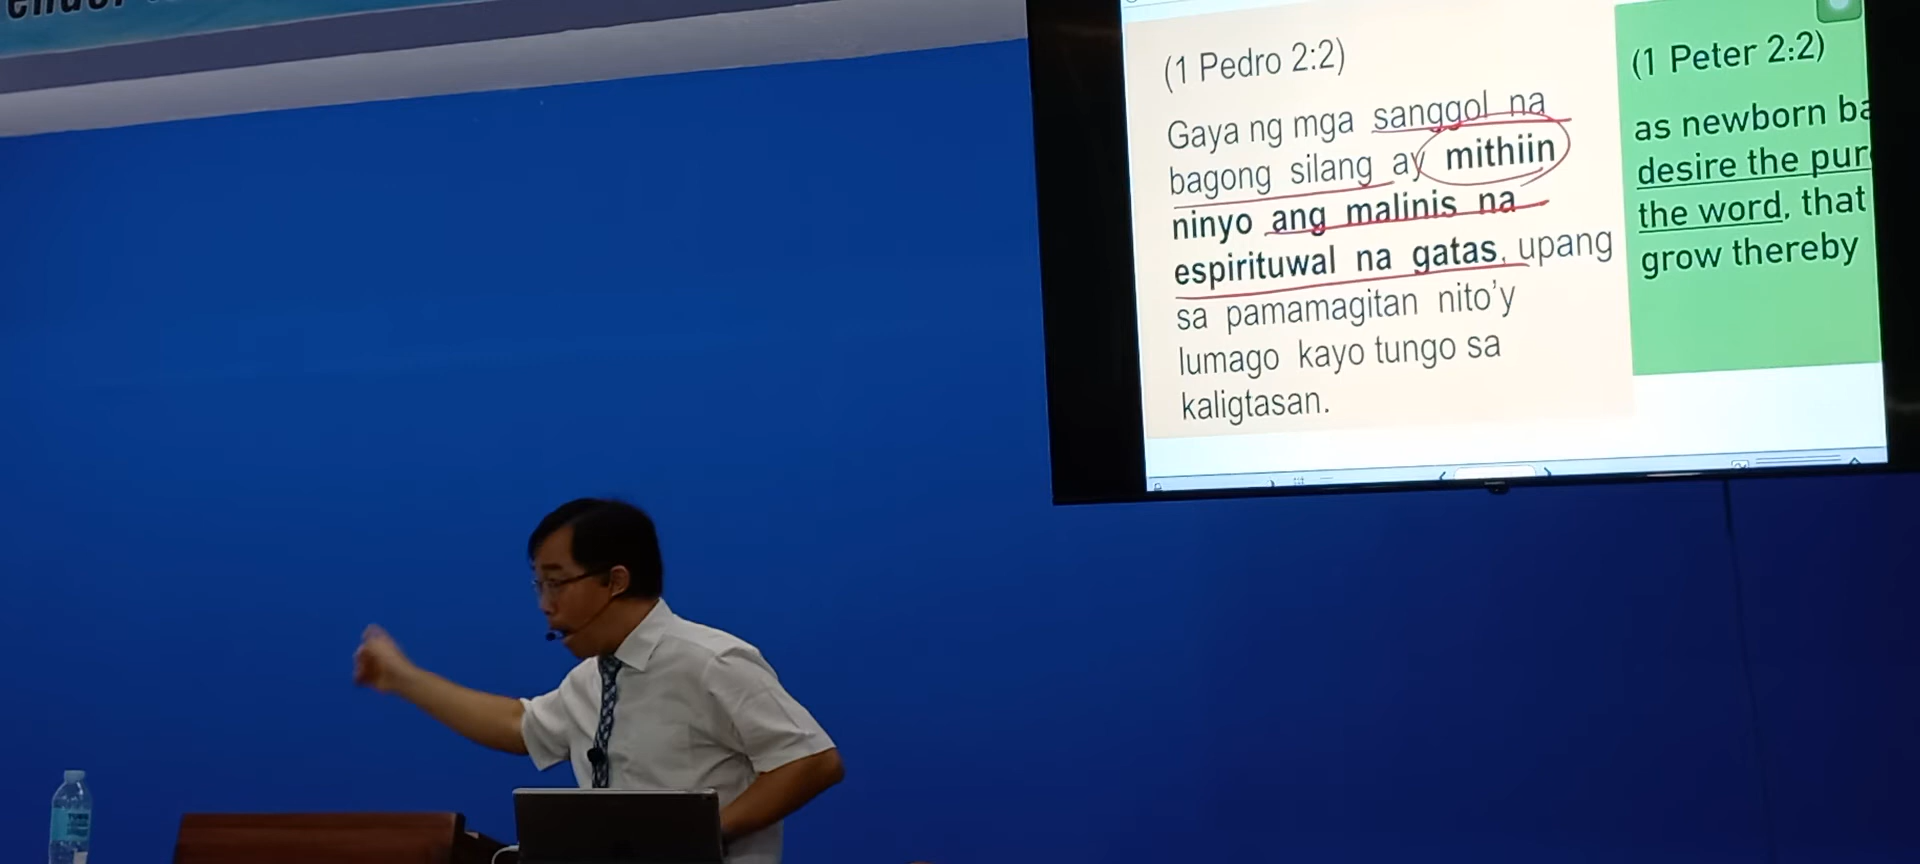 (1 Pedro 2:2)
Gaya ng mga sanggol na
bagong silang ay mithiin
ninyo ang malinis na
espirituwal na gatas, upang
sa pamamagitan nito'y
lumago kayo tungo sa
kaligtasan.
(1 Peter 2:2)
as newborn ba
desire the pur
the word, that
grow thereby